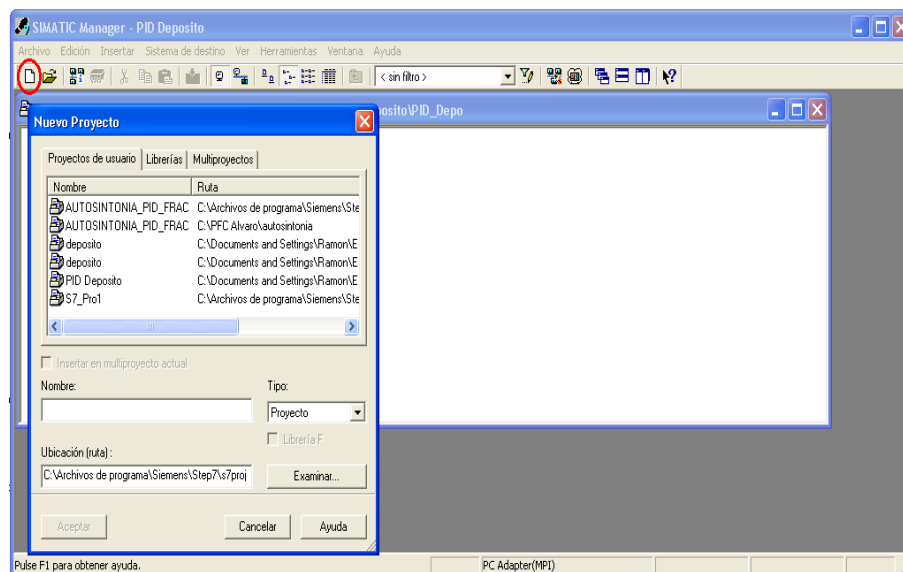 SIMATIC Manager - PID Deposito
Archivo Edición Insertar Sistema de destino Ver Herramientas Ventana Ayuda
< sin filtro >
osito\PID_Depo
Nuevo Proyecto
Proyectos de usuario Librerías Multiproyectos
Nombre Ruta
AUTOSINTONIA_PID_FRAC C:\Archivos de programa\Siemens\Ste
AUTOSINTONIA_PID_FRAC C:\PFC Alvaro\autosintonia
deposito C:\Documents and Settings\Ramon\E
deposito C:\Documents and Settings\Ramon\E
PID Deposito C:\Documents and Settings\Ramon\E
S7_Pro1 C:\Archivos de programa\Siemens\Ste
Insertar en multiproyecto actual
Nombre: Tipo:
Proyecto
Librería F
Ubicación (ruta) :
C:\Archivos de programa\Siemens\Step7\s7proj Examinar...
Aceptar Cancelar Ayuda
Pulse F1 para obtener ayuda. PC Adapter(MPI)